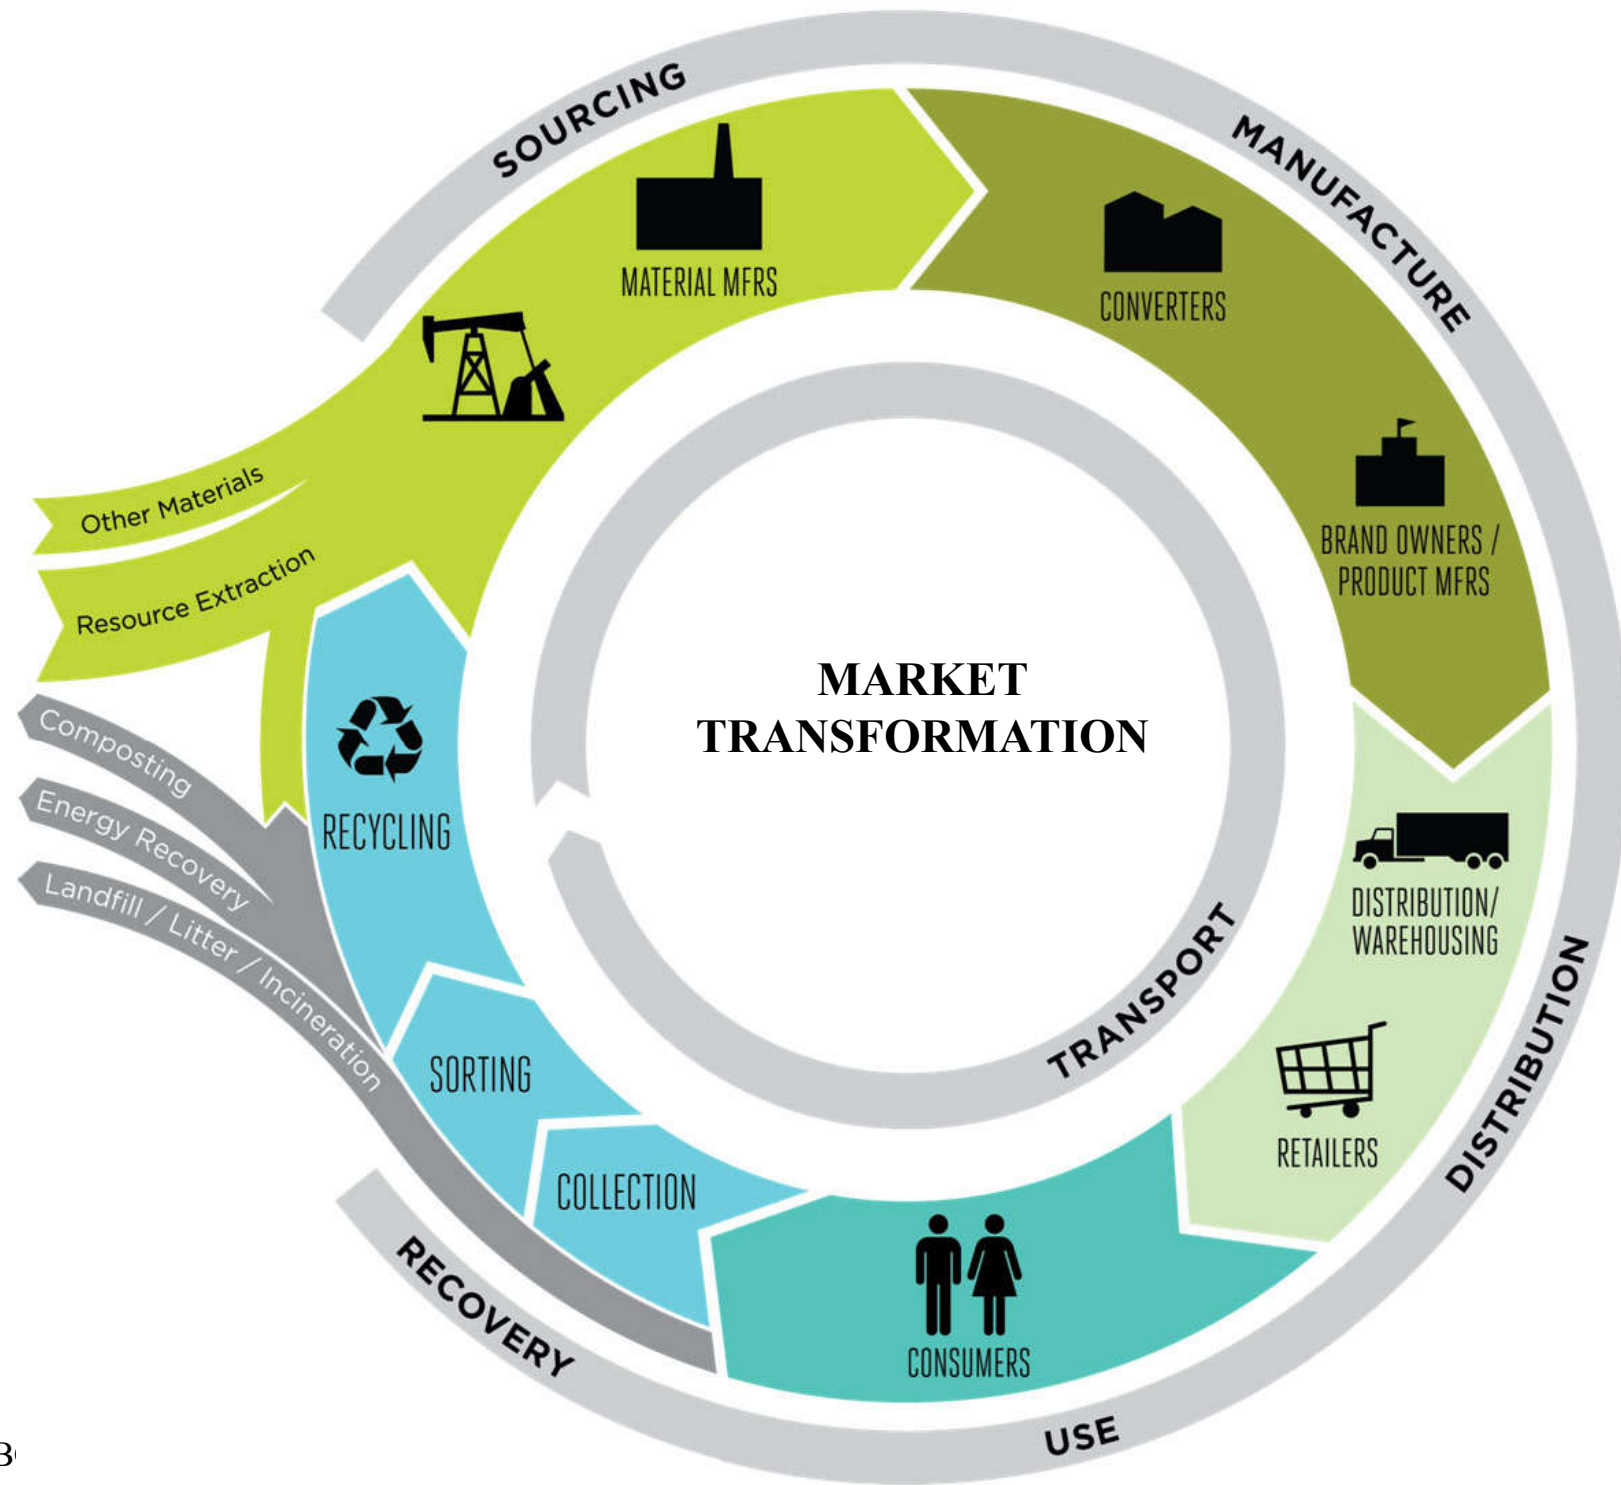 SOURCING
MANUFACTURE
MATERIAL MFRS
CONVERTERS
Other Materials
Resource Extraction
BRAND OWNERS /
PRODUCT MFRS
MARKET
TRANSFORMATION
Composting
Energy Recovery
Landfill / Litter / Incineration
RECYCLING
DISTRIBUTION/
WAREHOUSING
TRANSPORT
DISTRIBUTION
SORTING
RETAILERS
COLLECTION
RECOVERY
CONSUMERS
USE